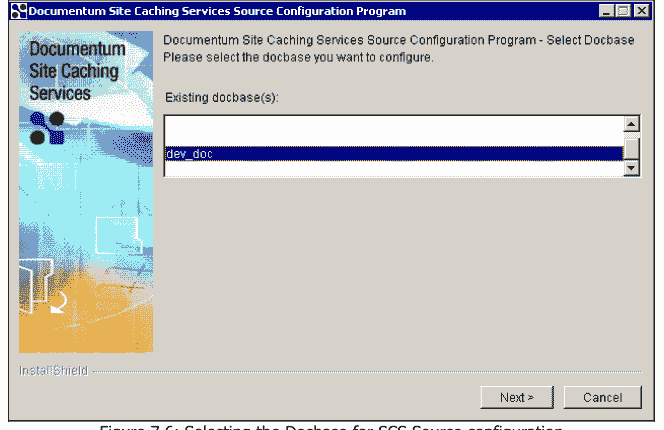 Documentum Site Caching Services Source Configuration Program
Documentum
Site Caching
Services
Documentum Site Caching Services Source Configuration Program - Select Docbase
Please select the docbase you want to configure.
Existing docbase(s):
dev_doc
InstallShield
Next >
Cancel
Figure 7.6: Selecting the Docbase for SCS Source configuration